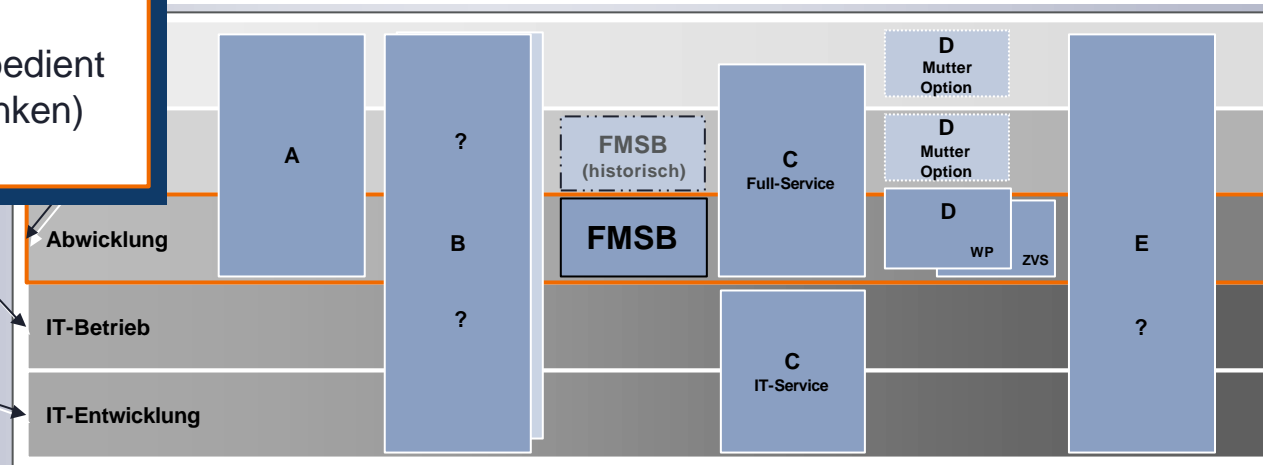 edient
nken)
A
?
B
?
FMSB
(historisch)
FMSB
C
Full-Service
C
IT-Service
D
Mutter
Option
D
Mutter
Option
D
WP
ZVS
E
?
Abwicklung
IT-Betrieb
IT-Entwicklung